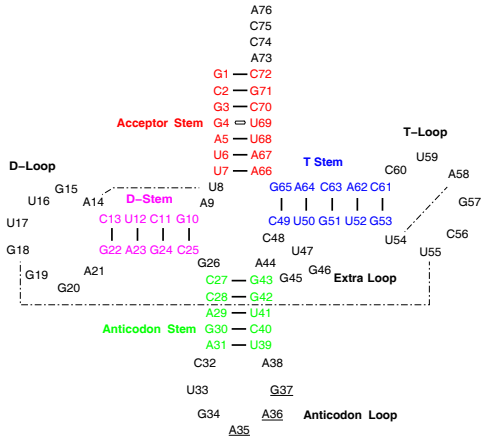 A76
C75
C74
A73
G1 C72
C2 G71
G3 C70
Acceptor Stem G4 U69
A5 U68
U6 A67
U7 A66
T-Loop
U59
D-Loop
T Stem
C60
A58
G15
U8
G65 A64 C63 A62 C61
U16
A14
D-Stem
A9
G57
U17
C13 U12 C11 G10
C49 U50 G51 U52 G53
C48
U54
C56
G18
G22 A23 G24 C25
U47
U55
G19
A21
G26
A44
G46
G20
C27 G43
G45
Extra Loop
C28 G42
A29 U41
Anticodon Stem G30 C40
A31 U39
C32 A38
U33 G37
G34 A36 Anticodon Loop
A35